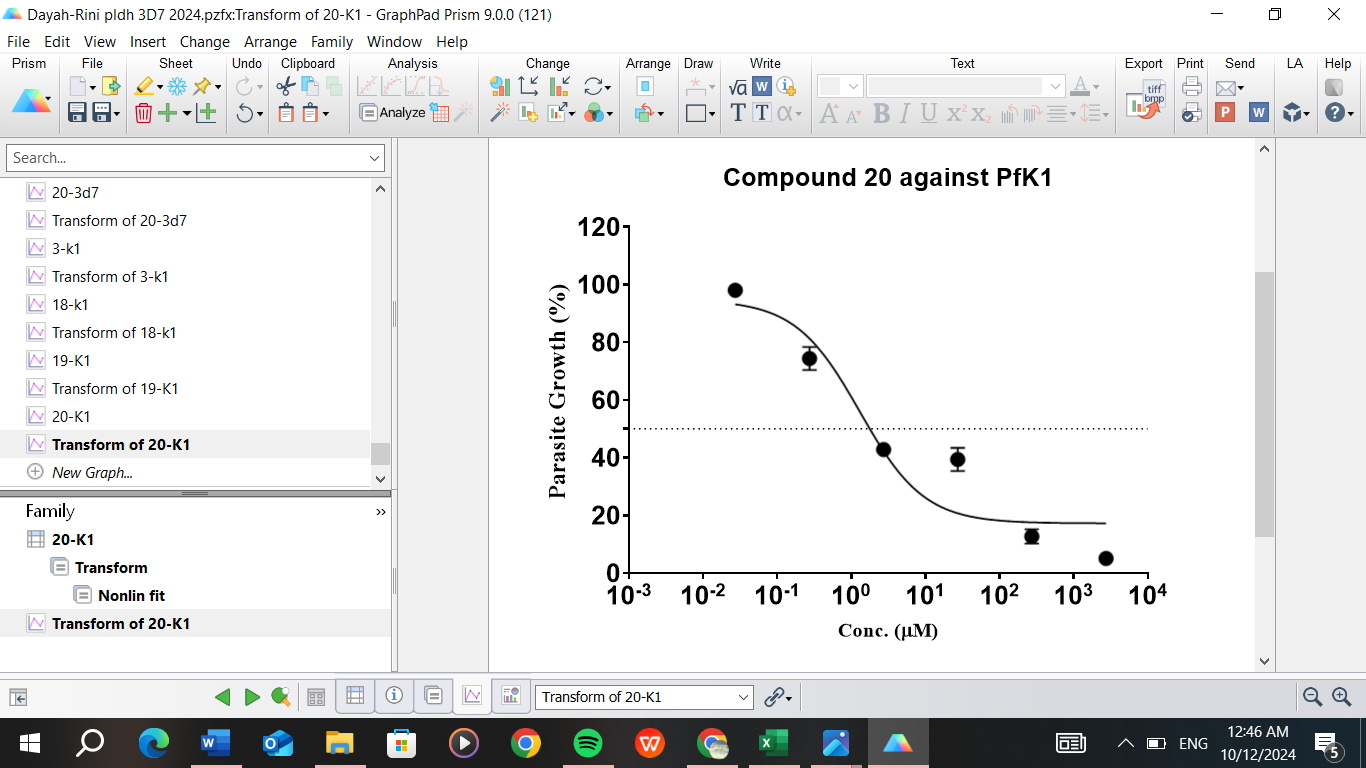 Dayah-Rini pldh 3D7 2024.pzfx:Transform of 20-K1 - GraphPad Prism 9.0.0 (121)
File Edit View Insert Change Arrange Family Window Help
Prism File Sheet Undo Clipboard Analysis Change Arrange Draw Write Text Export Print Send LA Help
Analyze
tiff
bmp
Search...
20-3d7
Transform of 20-3d7
3-k1
Transform of 3-k1
18-k1
Transform of 18-k1
19-K1
Transform of 19-K1
20-K1
Transform of 20-K1
New Graph...
Family
20-K1
Transform
Nonlin fit
Transform of 20-K1
Compound 20 against PfK1
Parasite Growth (%)
120
100
80
60
40
20
0
10⁻³ 10⁻² 10⁻¹ 10⁰ 10¹ 10² 10³ 10⁴
Conc. (μM)
Transform of 20-K1
ENG
12:46 AM
10/12/2024
5